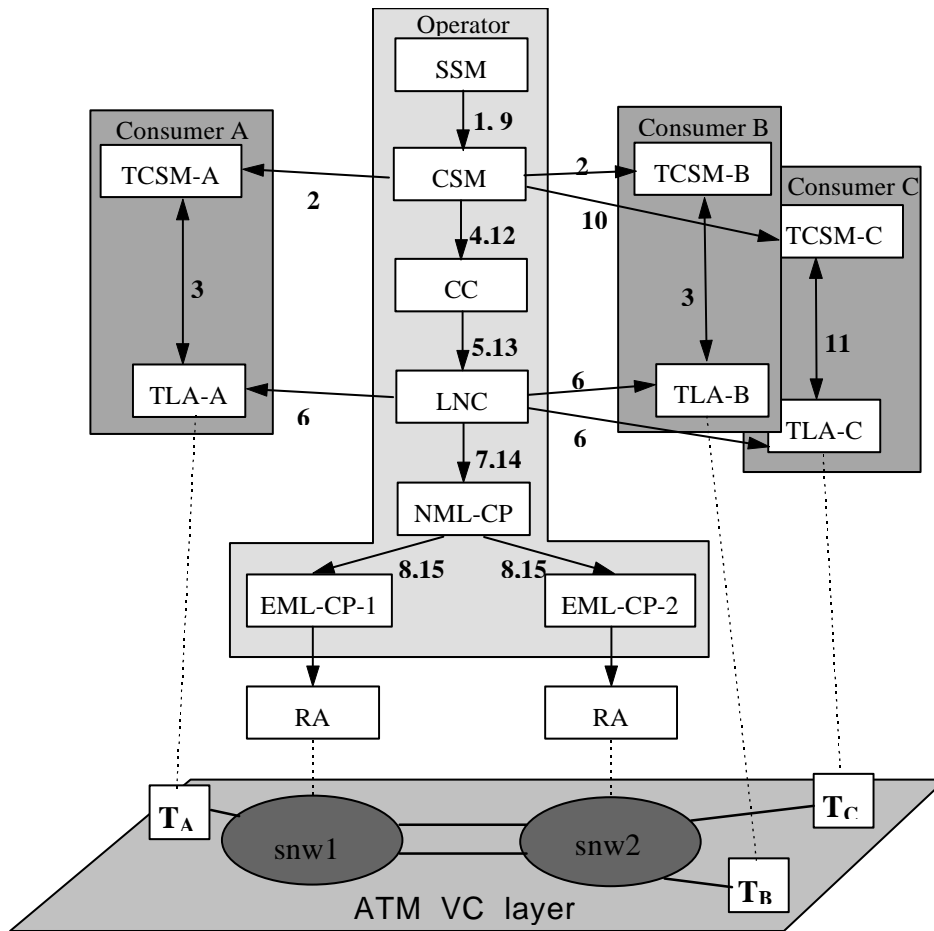 Operator
SSM
1, 9
Consumer A
TCSM-A
2
CSM
2
Consumer B
TCSM-B
Consumer C
10
TCSM-C
4,12
3
CC
3
5,13
11
TLA-A
6
LNC
6
TLA-B
6
TLA-C
7,14
NML-CP
8,15
8,15
EML-CP-1
EML-CP-2
RA
RA
TA
snw1
snw2
TC
TB
ATM VC layer